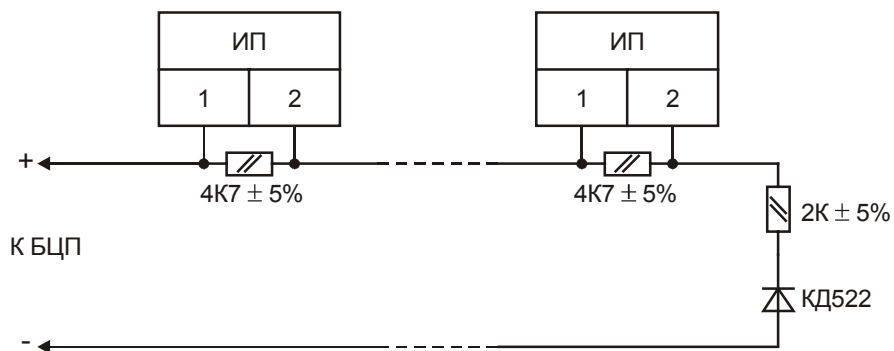 ИП ИП
1 2 1 2
+
4К7 ± 5% 4К7 ± 5%
2К ± 5%
К БЦП
КД522
-